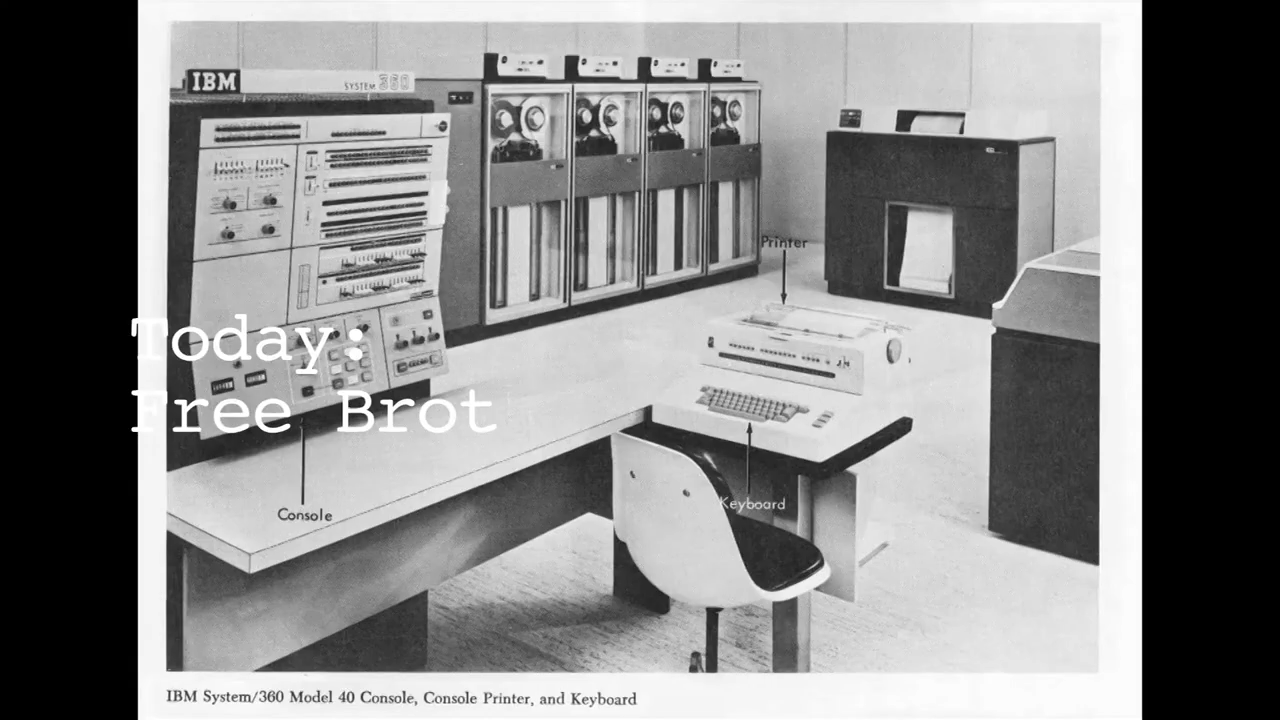 IBM
SYSTEM 360
Printer
Today:
Free Brot
Keyboard
Console
IBM System/360 Model 40 Console, Console Printer, and Keyboard